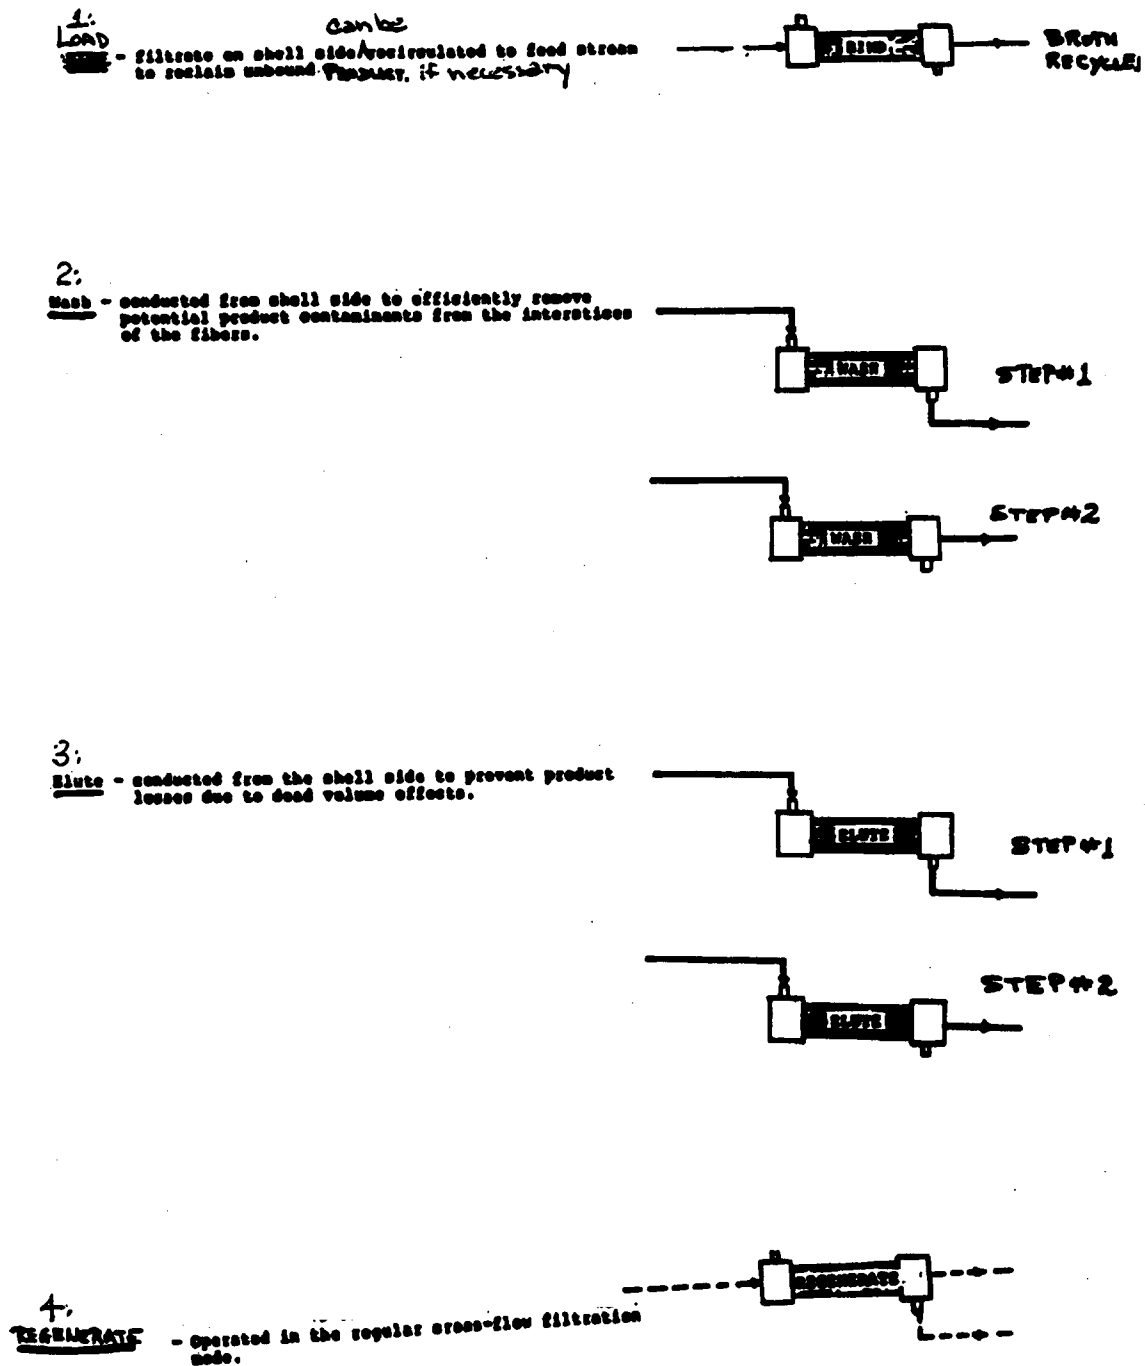 1:
LOAD
can be
- filtrate on shell side/recirculated to feed stream
to reclaim unbound PRODUCT, if necessary
BIND
BROTH
RECYCLE
2:
Wash - conducted from shell side to efficiently remove
potential product contaminants from the interstices
of the fibers.
WASH
STEP#1
WASH
STEP#2
3:
Elute - conducted from the shell side to prevent product
losses due to dead volume effects.
ELUTE
STEP#1
ELUTE
STEP#2
4.
REGENERATE
- Operated in the regular cross-flow filtration
mode.
REGENERATE